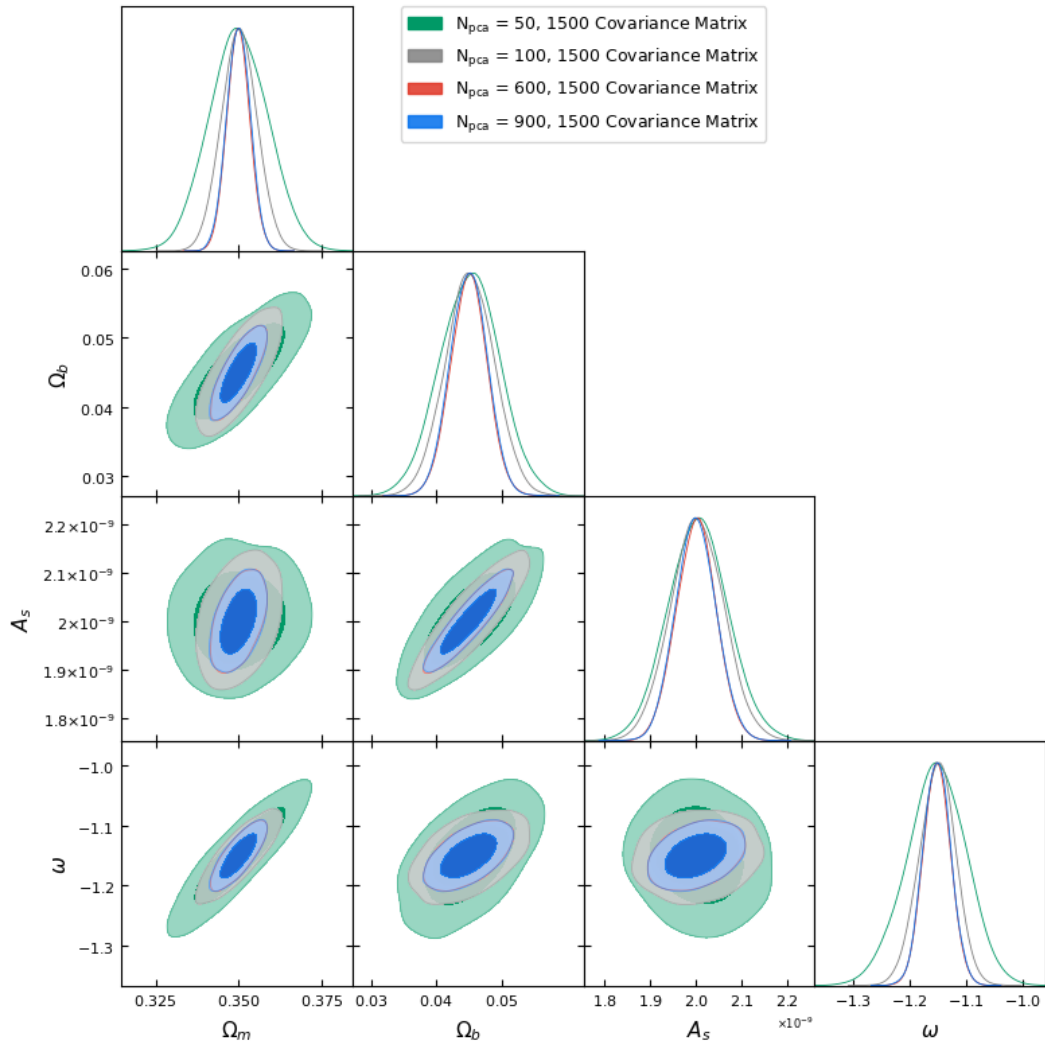 N_pca = 50, 1500 Covariance Matrix
N_pca = 100, 1500 Covariance Matrix
N_pca = 600, 1500 Covariance Matrix
N_pca = 900, 1500 Covariance Matrix
0.06
0.05
0.04
0.03
Ω_b
2.2×10⁻⁹
2.1×10⁻⁹
2×10⁻⁹
1.9×10⁻⁹
1.8×10⁻⁹
A_s
−1.0
−1.1
−1.2
−1.3
ω
0.325 0.350 0.375
0.03 0.04 0.05
1.8 1.9 2.0 2.1 2.2
×10⁻⁹
−1.3 −1.2 −1.1 −1.0
Ω_m Ω_b A_s ω